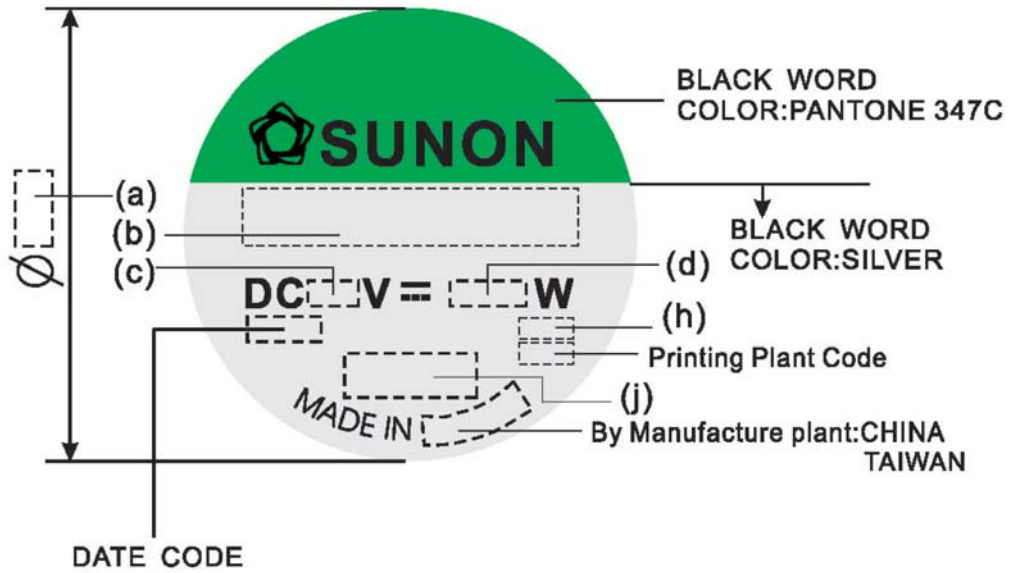 BLACK WORD
COLOR:PANTONE 347C
SUNON
(a)
(b)
(c)
Ø
BLACK WORD
COLOR:SILVER
(d)
DC V W
(h)
Printing Plant Code
(j)
MADE IN
By Manufacture plant:CHINA
TAIWAN
DATE CODE